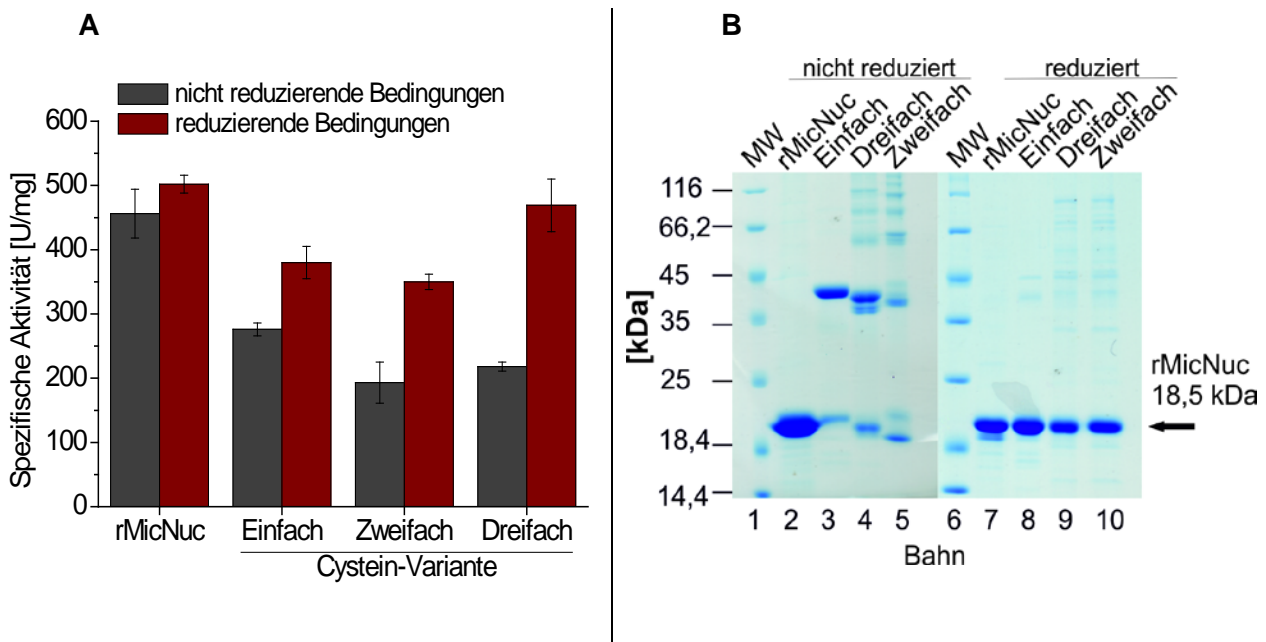 A
nicht reduzierende Bedingungen
reduzierende Bedingungen
Spezifische Aktivität [U/mg]
600
500
400
300
200
100
0
rMicNuc
Einfach
Zweifach
Dreifach
Cystein-Variante
B
nicht reduziert
reduziert
MW
rMicNuc
Einfach
Dreifach
Zweifach
MW
rMicNuc
Einfach
Dreifach
Zweifach
[kDa]
116
66,2
45
35
25
18,4
14,4
rMicNuc
18,5 kDa
1 2 3 4 5 6 7 8 9 10
Bahn